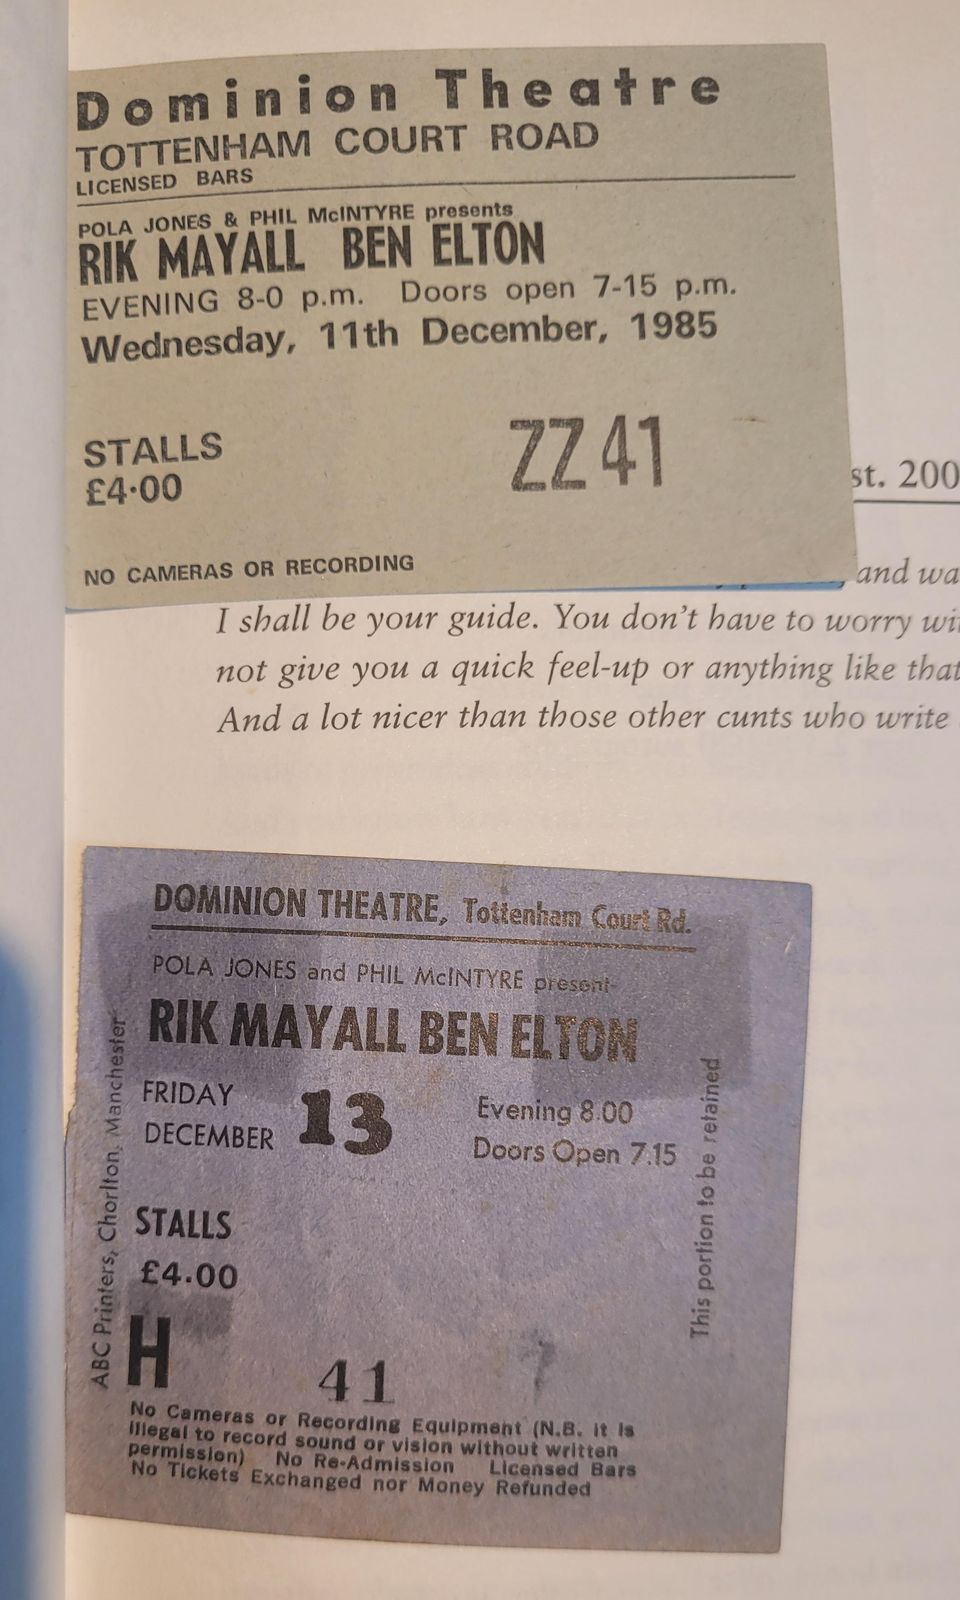 Dominion Theatre
TOTTENHAM COURT ROAD
LICENSED BARS
POLA JONES & PHIL McINTYRE presents
RIK MAYALL BEN ELTON
EVENING 8-0 p.m. Doors open 7-15 p.m.
Wednesday, 11th December, 1985
STALLS
£4·00
ZZ 41
NO CAMERAS OR RECORDING
st. 200
and wa
I shall be your guide. You don't have to worry wi
not give you a quick feel-up or anything like that
And a lot nicer than those other cunts who write
DOMINION THEATRE, Tottenham Court Rd.
POLA JONES and PHIL McINTYRE present-
RIK MAYALL BEN ELTON
FRIDAY
DECEMBER
13
Evening 8.00
Doors Open 7.15
STALLS
£4.00
H
41
No Cameras or Recording Equipment (N.B. it is
illegal to record sound or vision without written
permission) No Re-Admission Licensed Bars
No Tickets Exchanged nor Money Refunded
ABC Printers, Chorlton, Manchester
This portion to be retained